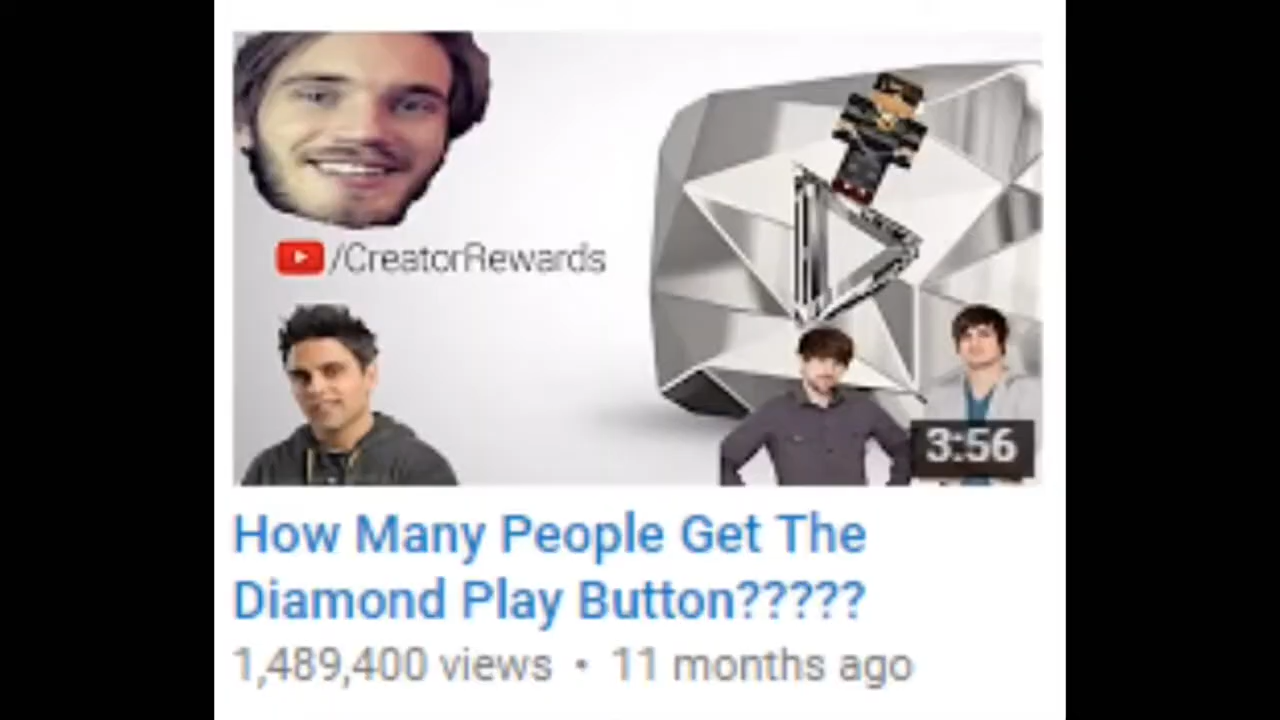 /CreatorRewards
3:56
How Many People Get The
Diamond Play Button?????
1,489,400 views • 11 months ago